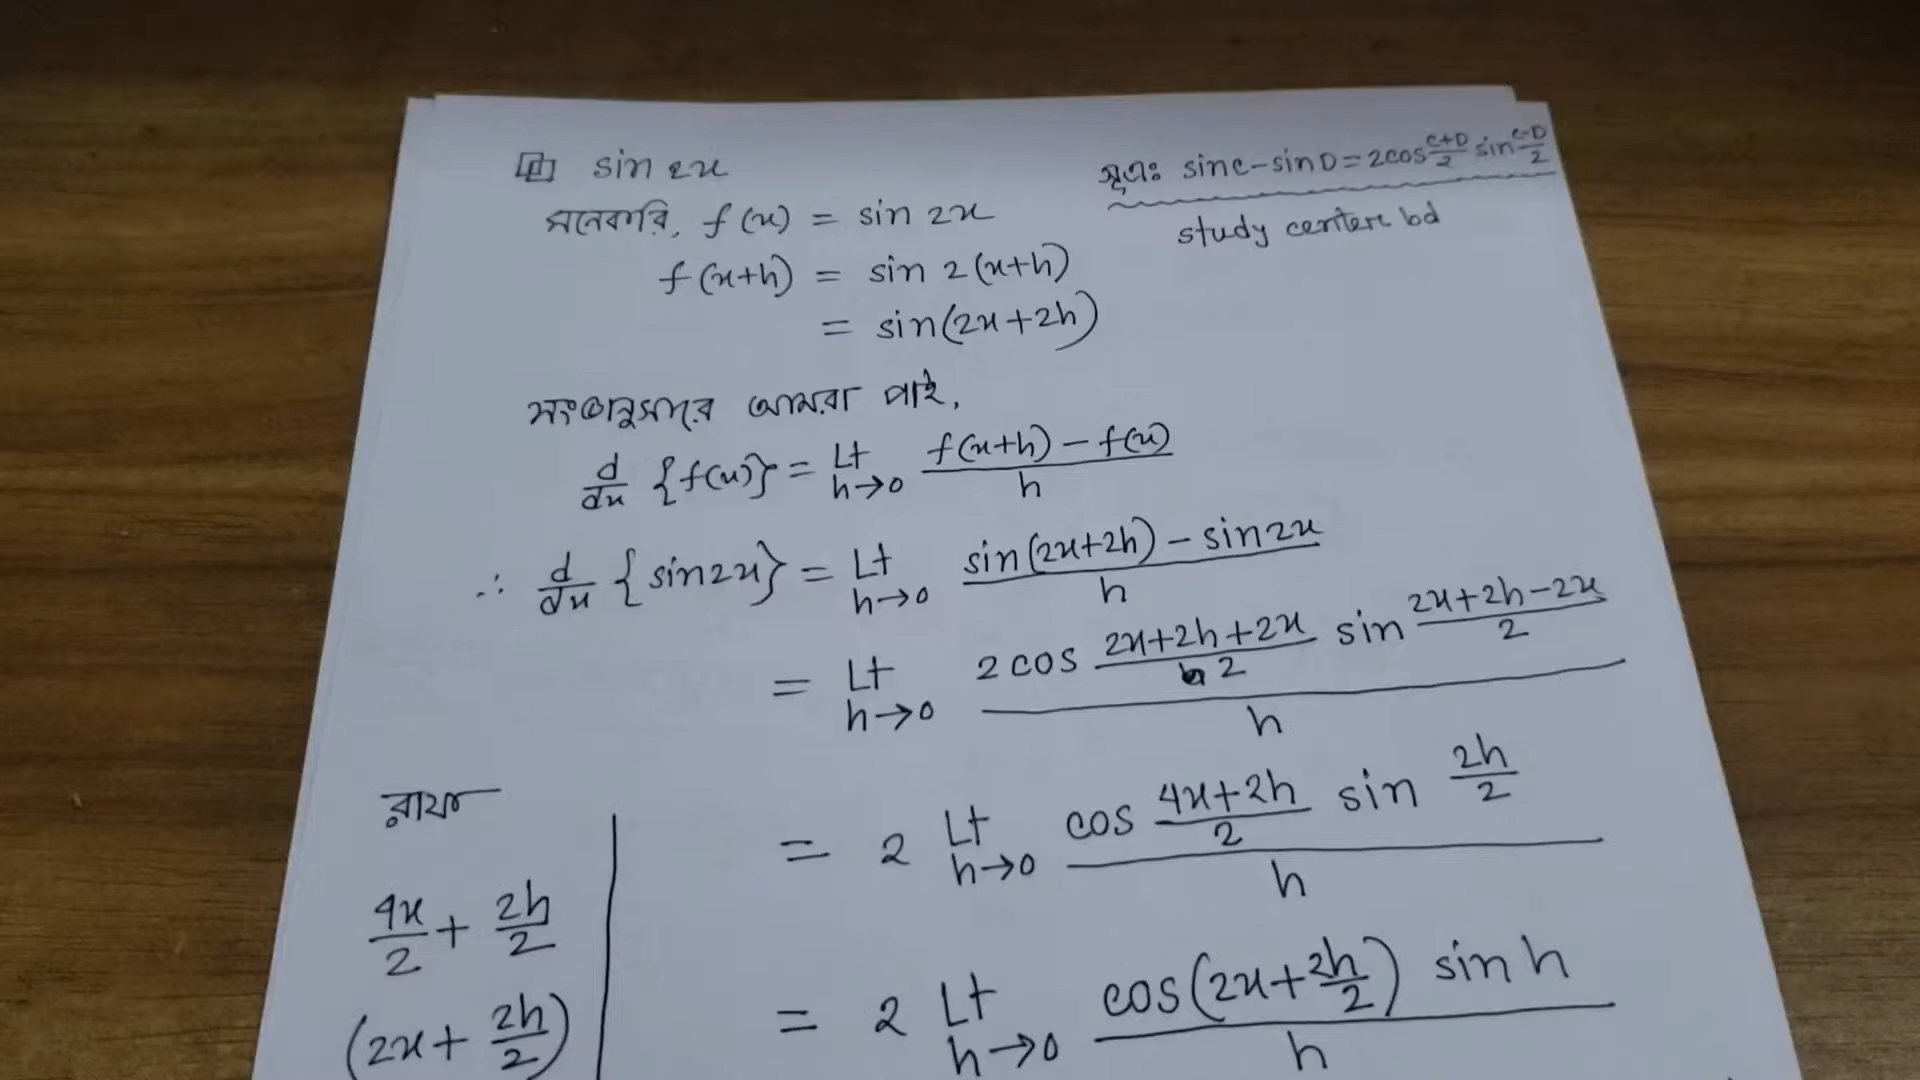 sin 2x
সূত্রঃ sinC - sinD = 2cos (C+D)/2 sin (C-D)/2
study center bd
মনেকরি, f(x) = sin 2x
f(x+h) = sin 2(x+h)
= sin(2x+2h)
সংজ্ঞানুসারে আমরা পাই,
d/dx {f(x)} = Lt h→0 (f(x+h) - f(x))/h
∴ d/dx {sin2x} = Lt h→0 (sin(2x+2h) - sin2x)/h
= Lt h→0 (2 cos (2x+2h+2x)/2 sin (2x+2h-2x)/2)/h
= 2 Lt h→0 (cos (4x+2h)/2 sin 2h/2)/h
= 2 Lt h→0 (cos(2x+2h/2) sin h)/h
রাফ
4x/2 + 2h/2
(2x + 2h/2)